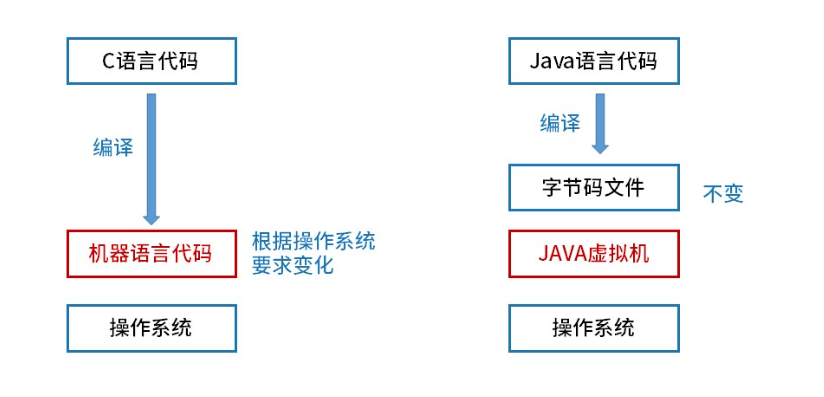 C语言代码
编译
机器语言代码
根据操作系统
要求变化
操作系统
Java语言代码
编译
字节码文件
不变
JAVA虚拟机
操作系统